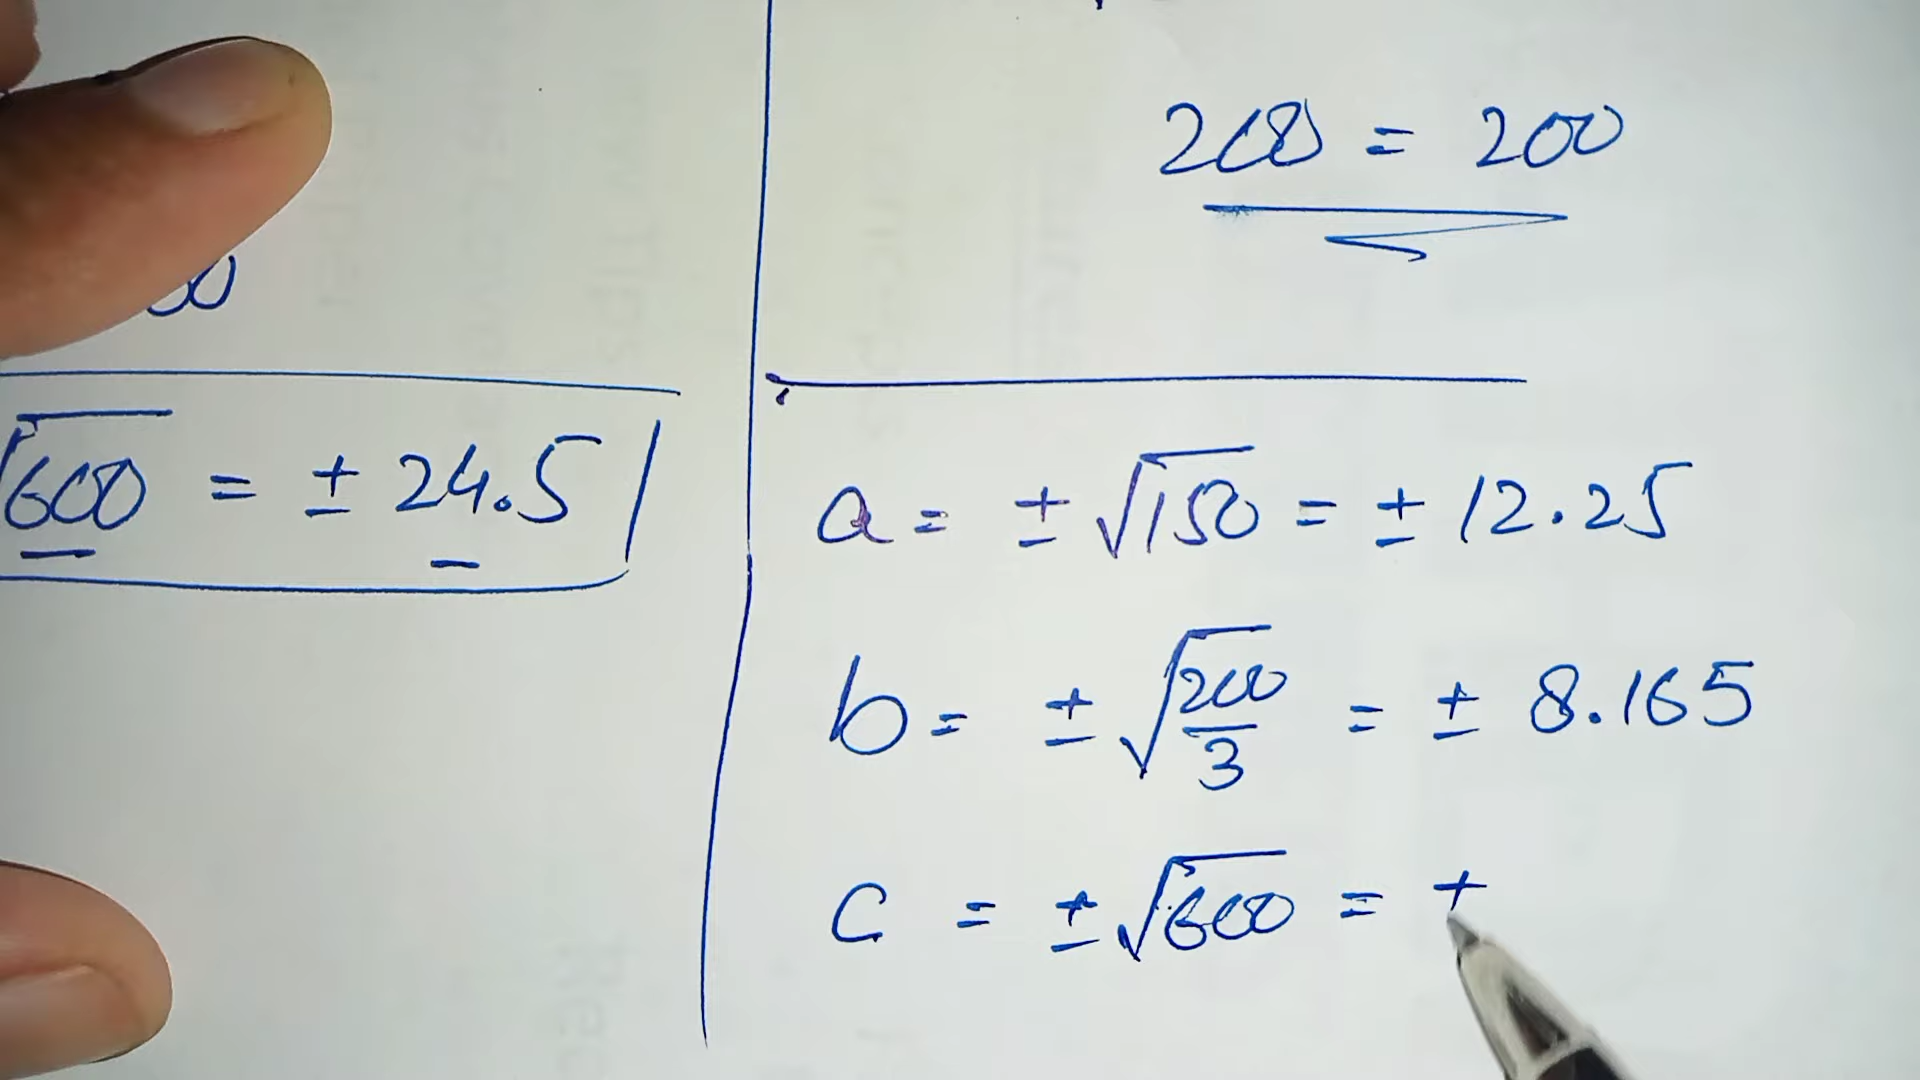 200 = 200
√600 = ± 24.5
a = ± √150 = ± 12.25
b = ± √200/3 = ± 8.165
c = ± √600 = +